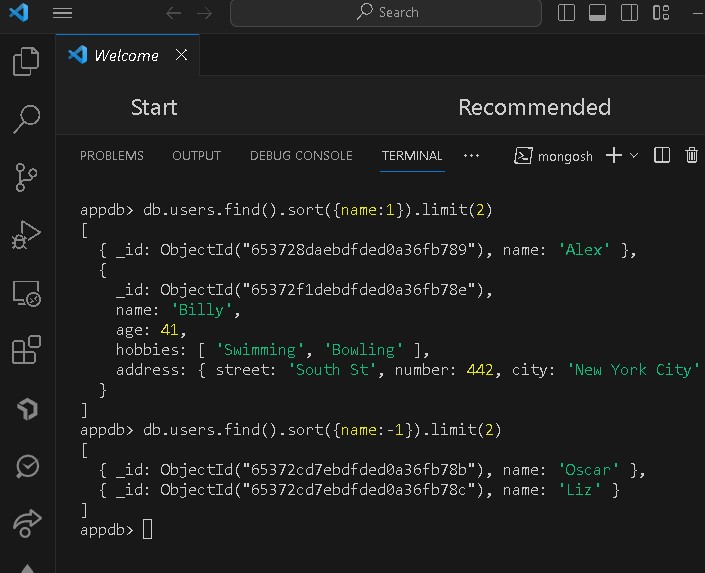 Search
Welcome
Start Recommended
PROBLEMS OUTPUT DEBUG CONSOLE TERMINAL ... mongosh
appdb> db.users.find().sort({name:1}).limit(2)
[
{ _id: ObjectId("653728daebdfded0a36fb789"), name: 'Alex' },
{
_id: ObjectId("65372f1debdfded0a36fb78e"),
name: 'Billy',
age: 41,
hobbies: [ 'Swimming', 'Bowling' ],
address: { street: 'South St', number: 442, city: 'New York City'
}
]
appdb> db.users.find().sort({name:-1}).limit(2)
[
{ _id: ObjectId("65372cd7ebdfded0a36fb78b"), name: 'Oscar' },
{ _id: ObjectId("65372cd7ebdfded0a36fb78c"), name: 'Liz' }
]
appdb>